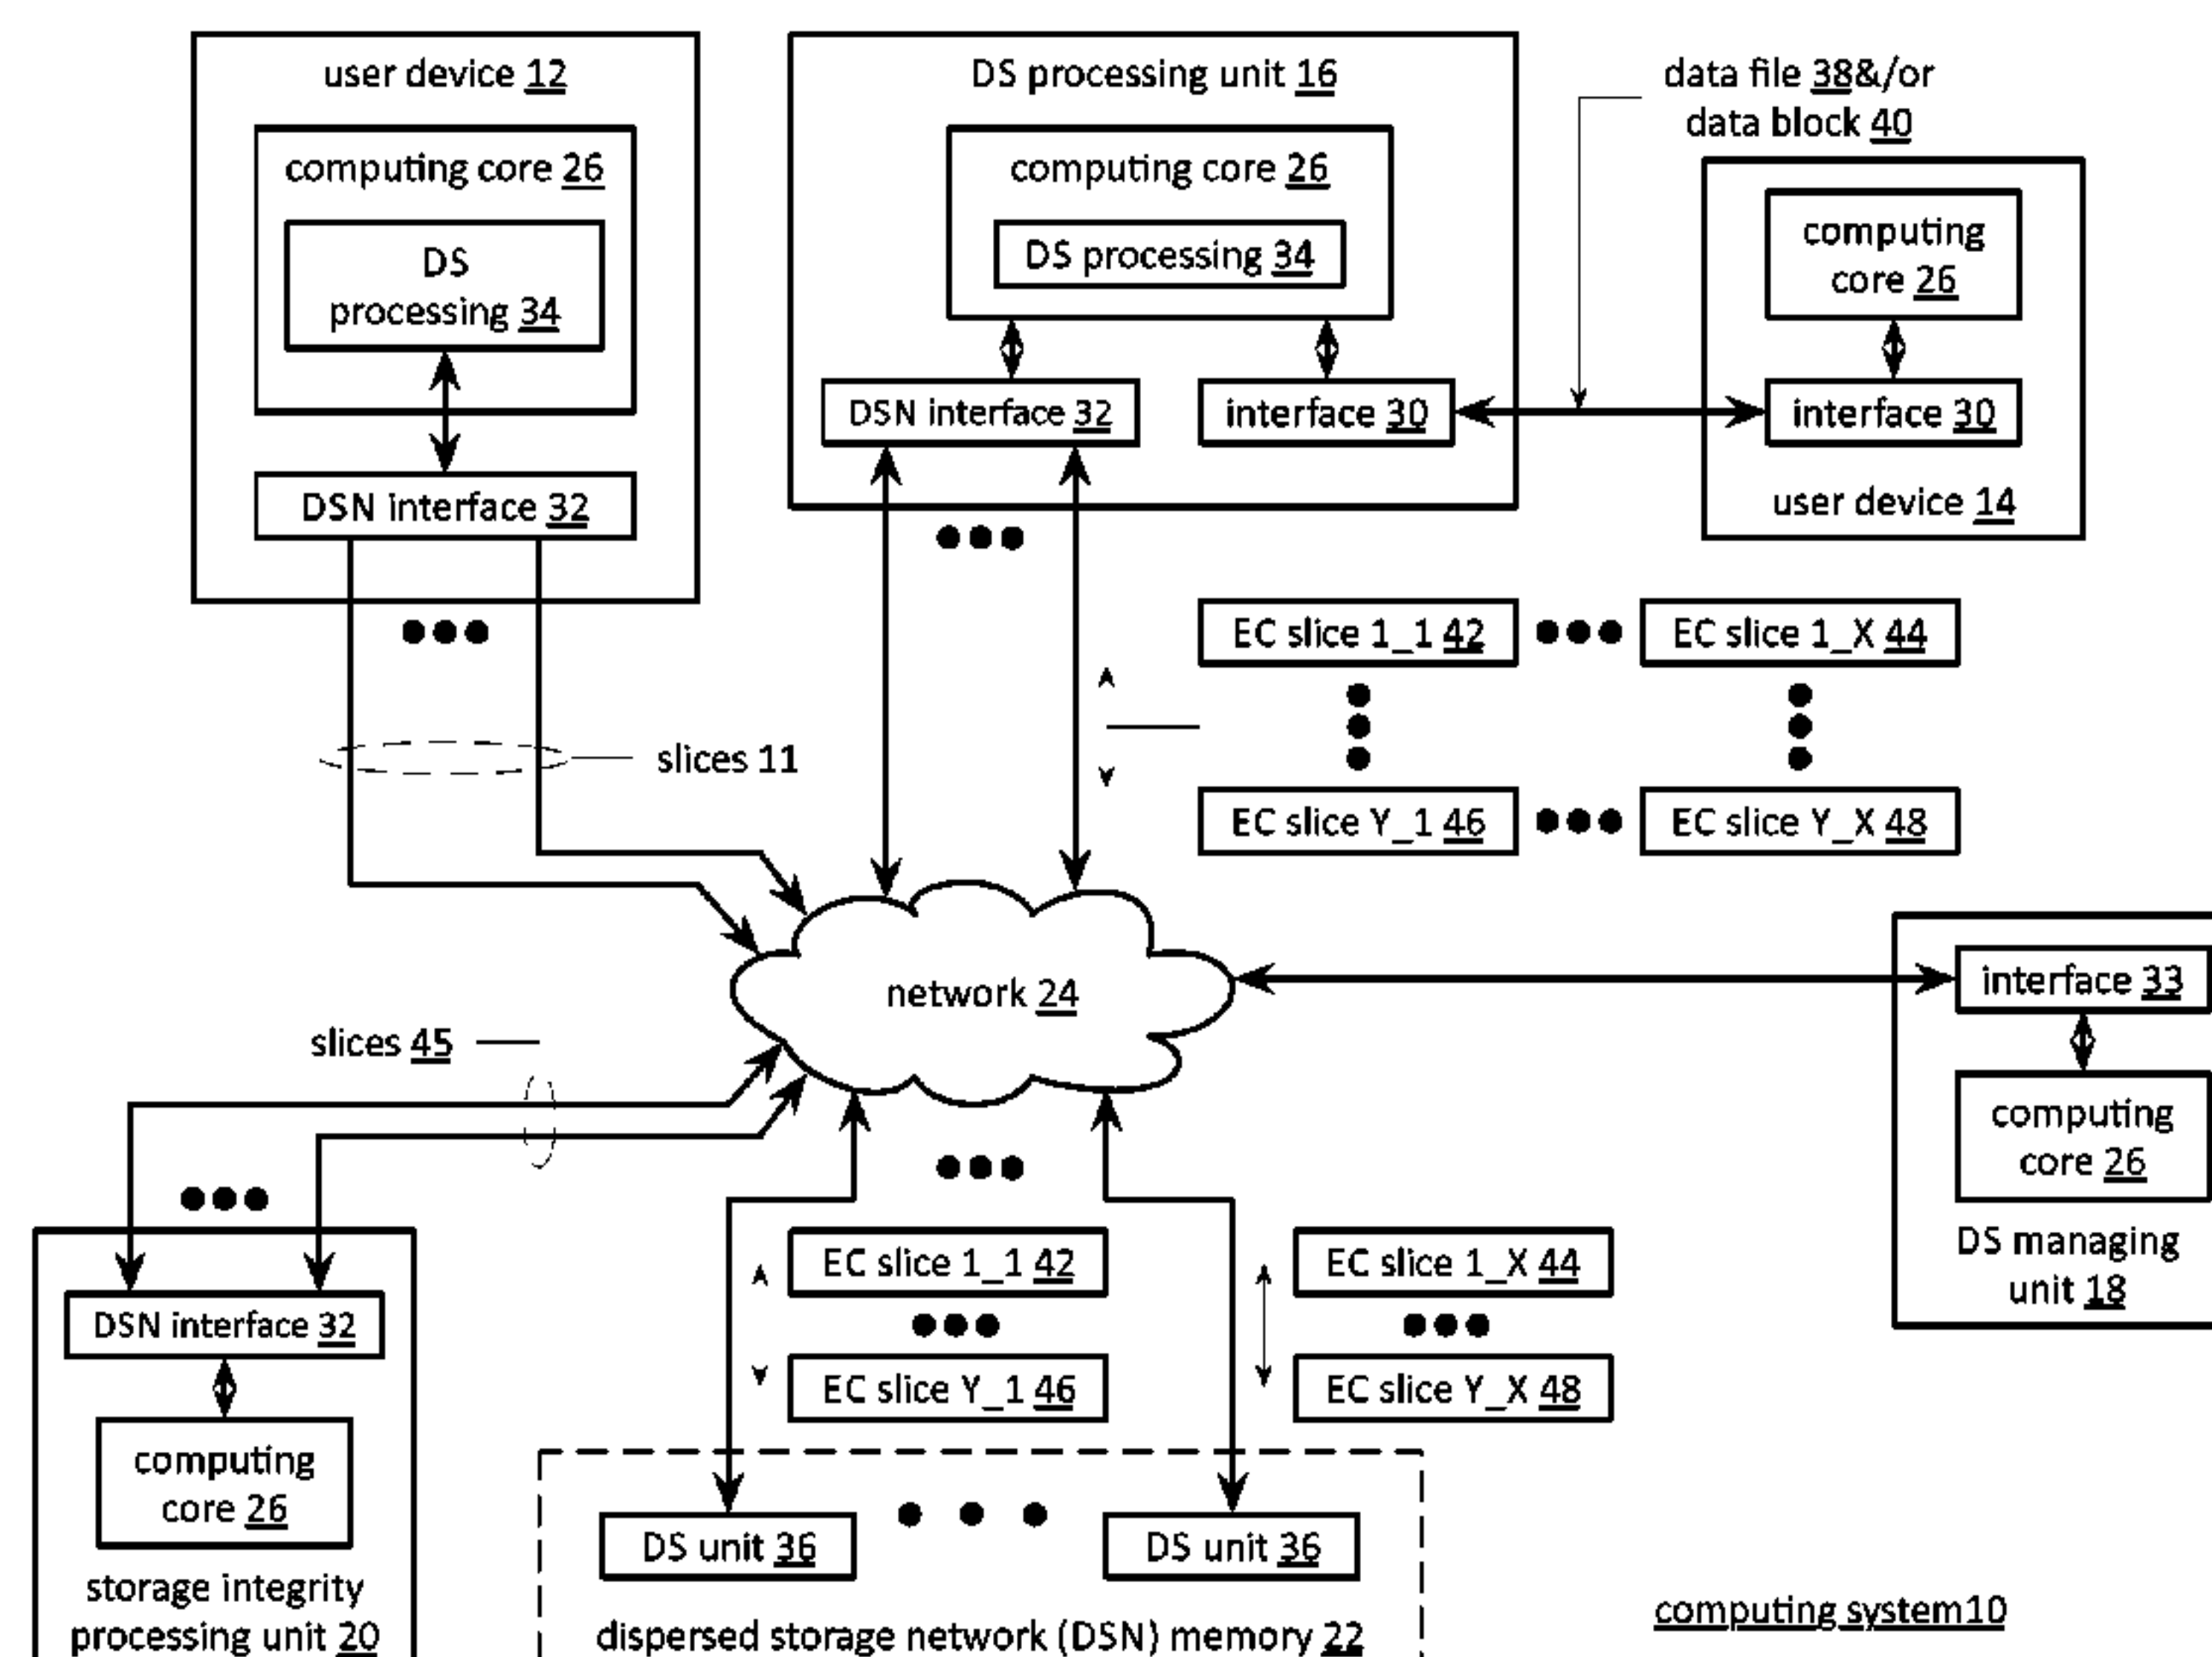 user device 12
computing core 26
DS
processing 34
DSN interface 32
DS processing unit 16
computing core 26
DS processing 34
DSN interface 32
interface 30
data file 38&/or
data block 40
computing
core 26
interface 30
user device 14
EC slice 1_1 42
EC slice 1_X 44
EC slice Y_1 46
EC slice Y_X 48
slices 11
network 24
interface 33
computing
core 26
DS managing
unit 18
slices 45
DSN interface 32
computing
core 26
storage integrity
processing unit 20
EC slice 1_1 42
EC slice Y_1 46
EC slice 1_X 44
EC slice Y_X 48
DS unit 36
DS unit 36
dispersed storage network (DSN) memory 22
computing system10